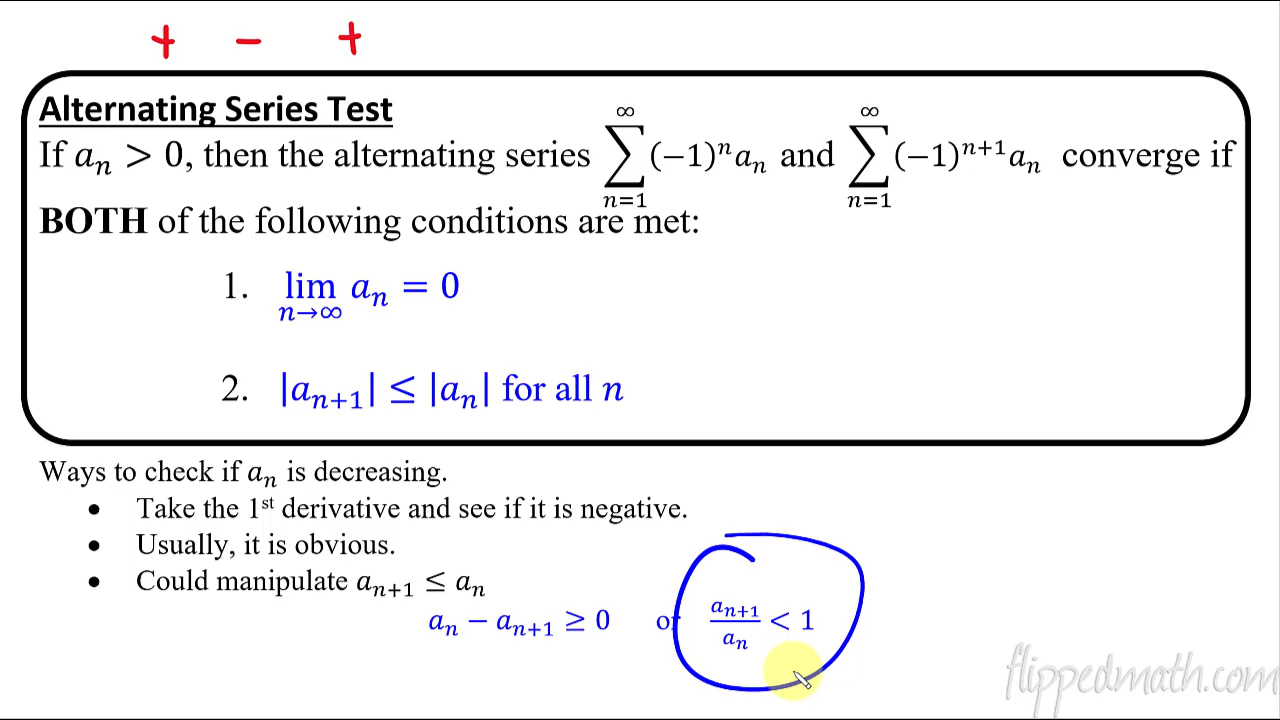 + − +
Alternating Series Test
If aₙ > 0, then the alternating series ∑_{n=1}^{∞} (−1)ⁿaₙ and ∑_{n=1}^{∞} (−1)ⁿ⁺¹aₙ converge if
BOTH of the following conditions are met:
1. lim_{n→∞} aₙ = 0
2. |aₙ₊₁| ≤ |aₙ| for all n
Ways to check if aₙ is decreasing.
• Take the 1ˢᵗ derivative and see if it is negative.
• Usually, it is obvious.
• Could manipulate aₙ₊₁ ≤ aₙ
aₙ − aₙ₊₁ ≥ 0 or aₙ₊₁/aₙ < 1
flippedmath.com